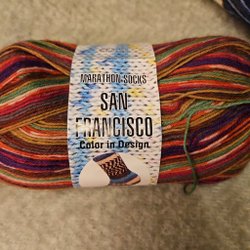 MARATHON-SOCKS
SAN
FRANCISCO
Color in Design